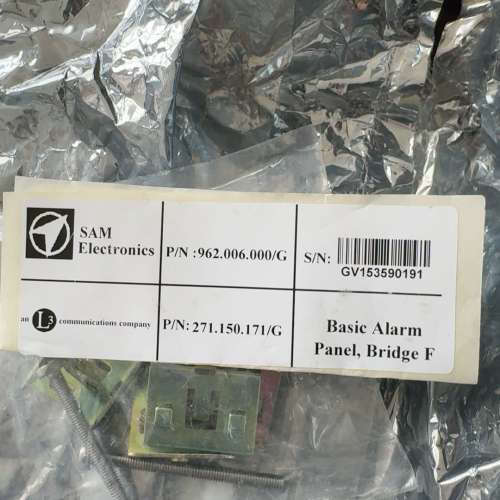 SAM
Electronics
P/N :962.006.000/G
S/N:
GV153590191
an L3 communications company
P/N: 271.150.171/G
Basic Alarm
Panel, Bridge F